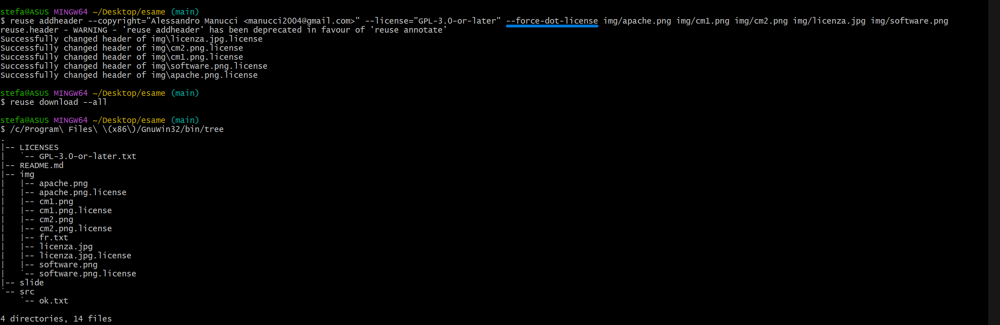 stefa@ASUS MINGW64 ~/Desktop/esame (main)
$ reuse addheader --copyright="Alessandro Manucci <manucci2004@gmail.com>" --license="GPL-3.0-or-later" --force-dot-license img/apache.png img/cm1.png img/cm2.png img/licenza.jpg img/software.png
reuse.header - WARNING - 'reuse addheader' has been deprecated in favour of 'reuse annotate'
Successfully changed header of img\licenza.jpg.license
Successfully changed header of img\cm2.png.license
Successfully changed header of img\cm1.png.license
Successfully changed header of img\software.png.license
Successfully changed header of img\apache.png.license
stefa@ASUS MINGW64 ~/Desktop/esame (main)
$ reuse download --all
stefa@ASUS MINGW64 ~/Desktop/esame (main)
$ /c/Program\ Files\ \(x86\)/GnuWin32/bin/tree
.
|-- LICENSES
|   `-- GPL-3.0-or-later.txt
|-- README.md
|-- img
|   |-- apache.png
|   |-- apache.png.license
|   |-- cm1.png
|   |-- cm1.png.license
|   |-- cm2.png
|   |-- cm2.png.license
|   |-- fr.txt
|   |-- licenza.jpg
|   |-- licenza.jpg.license
|   |-- software.png
|   `-- software.png.license
|-- slide
`-- src
    `-- ok.txt
4 directories, 14 files